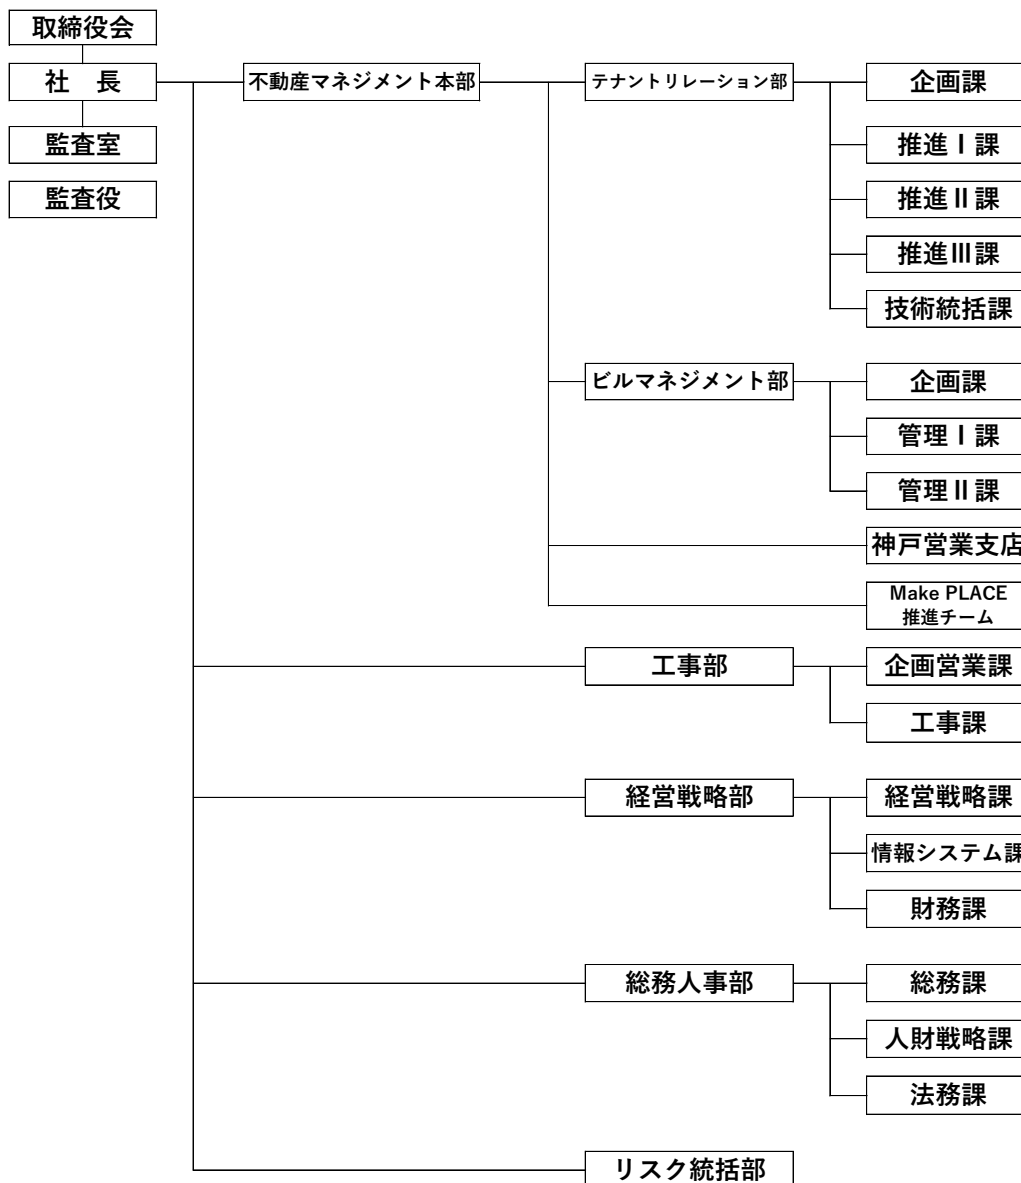 取締役会
社　長
監査室
監査役
不動産マネジメント本部
テナントリレーション部
企画課
推進Ⅰ課
推進Ⅱ課
推進Ⅲ課
技術統括課
ビルマネジメント部
企画課
管理Ⅰ課
管理Ⅱ課
神戸営業支店
Make PLACE
推進チーム
工事部
企画営業課
工事課
経営戦略部
経営戦略課
情報システム課
財務課
総務人事部
総務課
人財戦略課
法務課
リスク統括部